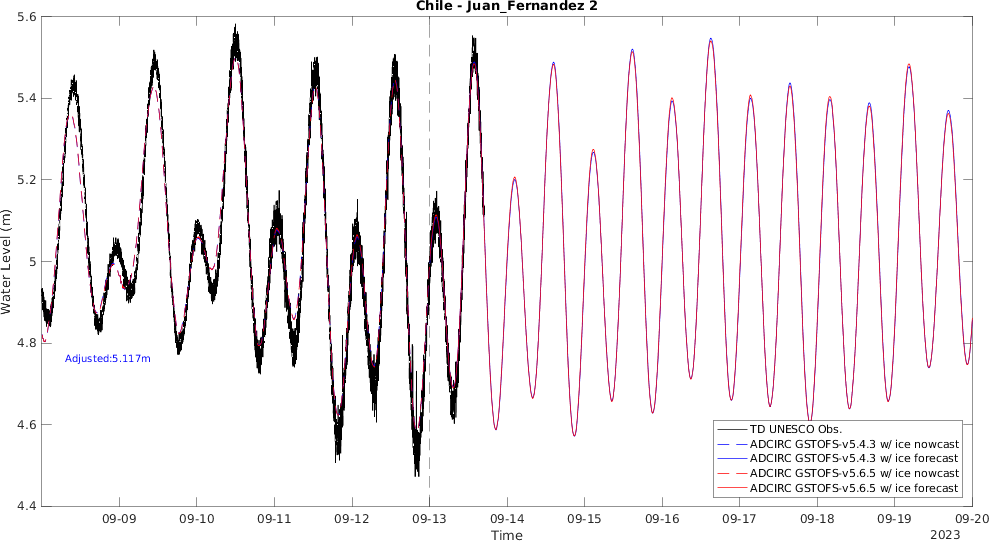 Chile - Juan_Fernandez 2
Water Level (m)
5.6
5.4
5.2
5
4.8
4.6
4.4
Adjusted:5.117m
TD UNESCO Obs.
ADCIRC GSTOFS-v5.4.3 w/ ice nowcast
ADCIRC GSTOFS-v5.4.3 w/ ice forecast
ADCIRC GSTOFS-v5.6.5 w/ ice nowcast
ADCIRC GSTOFS-v5.6.5 w/ ice forecast
09-09 09-10 09-11 09-12 09-13 09-14 09-15 09-16 09-17 09-18 09-19 09-20
Time
2023